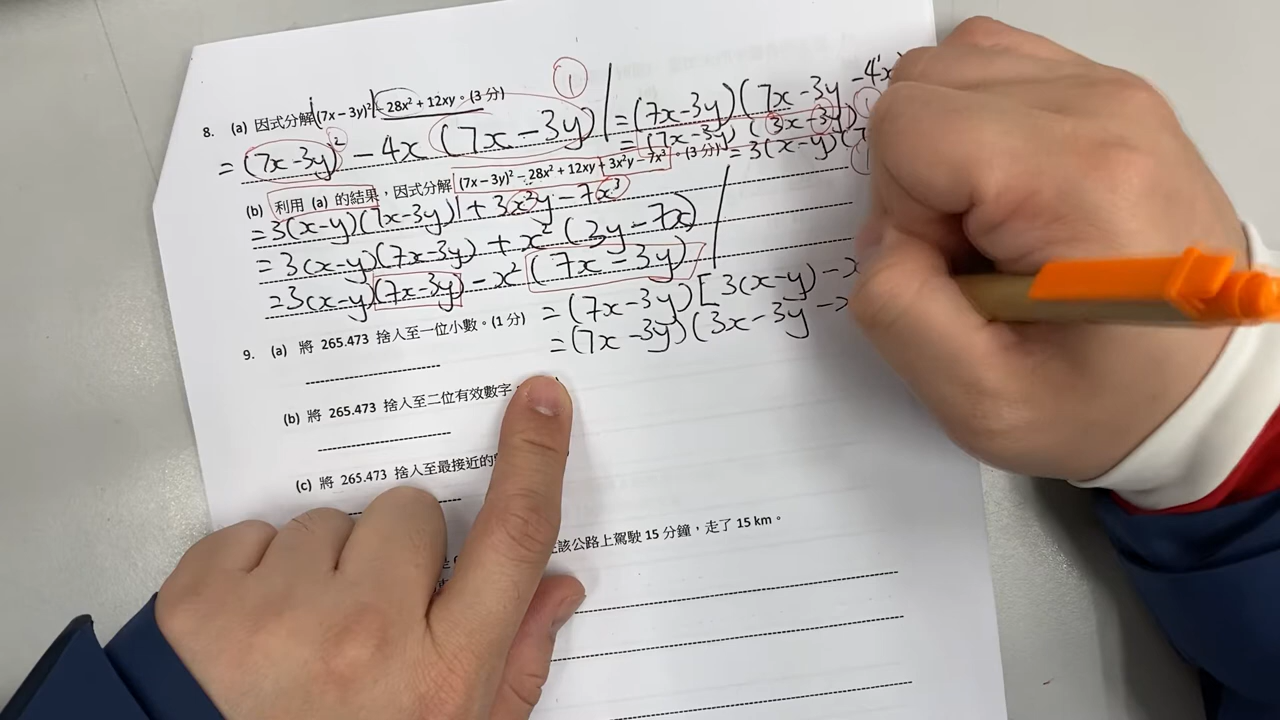 8. (a) 因式分解 (7x−3y)² −28x² + 12xy。(3 分)
①
= (7x-3y)² - 4x (7x-3y)
= (7x-3y)(7x-3y-4x)
= (7x-3y)(3x-3y)
= 3(x-y)(7
(b) 利用 (a) 的結果，因式分解 (7x−3y)² − 28x² + 12xy + 3x²y − 7x³。(3 分)
= 3(x-y)(7x-3y) + 3x²y - 7x³
= 3(x-y)(7x-3y) + x² (3y-7x)
= 3(x-y)(7x-3y) - x² (7x-3y)
= (7x-3y)[3(x-y) -
= (7x-3y)(3x-3y -
9. (a) 將 265.473 捨入至一位小數。(1 分)
(b) 將 265.473 捨入至二位有效數字
(c) 將 265.473 捨入至最接近的
該公路上駕駛 15 分鐘，走了 15 km。